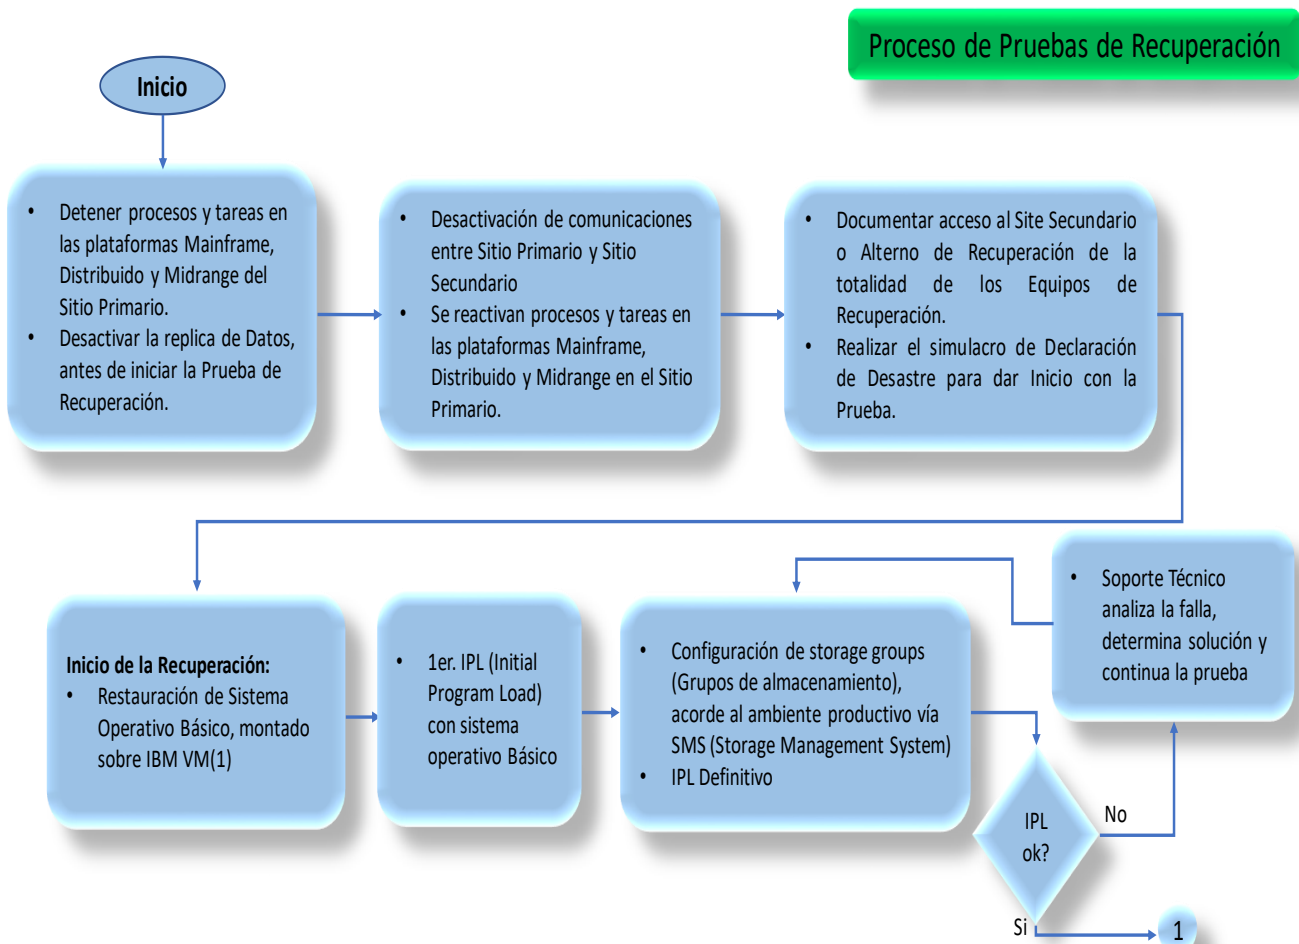 Proceso de Pruebas de Recuperación
Inicio
• Detener procesos y tareas en
las plataformas Mainframe,
Distribuido y Midrange del
Sitio Primario.
• Desactivar la replica de Datos,
antes de iniciar la Prueba de
Recuperación.
• Desactivación de comunicaciones
entre Sitio Primario y Sitio
Secundario
• Se reactivan procesos y tareas en
las plataformas Mainframe,
Distribuido y Midrange en el Sitio
Primario.
• Documentar acceso al Site Secundario
o Alterno de Recuperación de la
totalidad de los Equipos de
Recuperación.
• Realizar el simulacro de Declaración
de Desastre para dar Inicio con la
Prueba.
Inicio de la Recuperación:
• Restauración de Sistema
Operativo Básico, montado
sobre IBM VM(1)
• 1er. IPL (Initial
Program Load)
con sistema
operativo Básico
• Configuración de storage groups
(Grupos de almacenamiento),
acorde al ambiente productivo vía
SMS (Storage Management System)
• IPL Definitivo
• Soporte Técnico
analiza la falla,
determina solución y
continua la prueba
IPL
ok?
No
Si
1